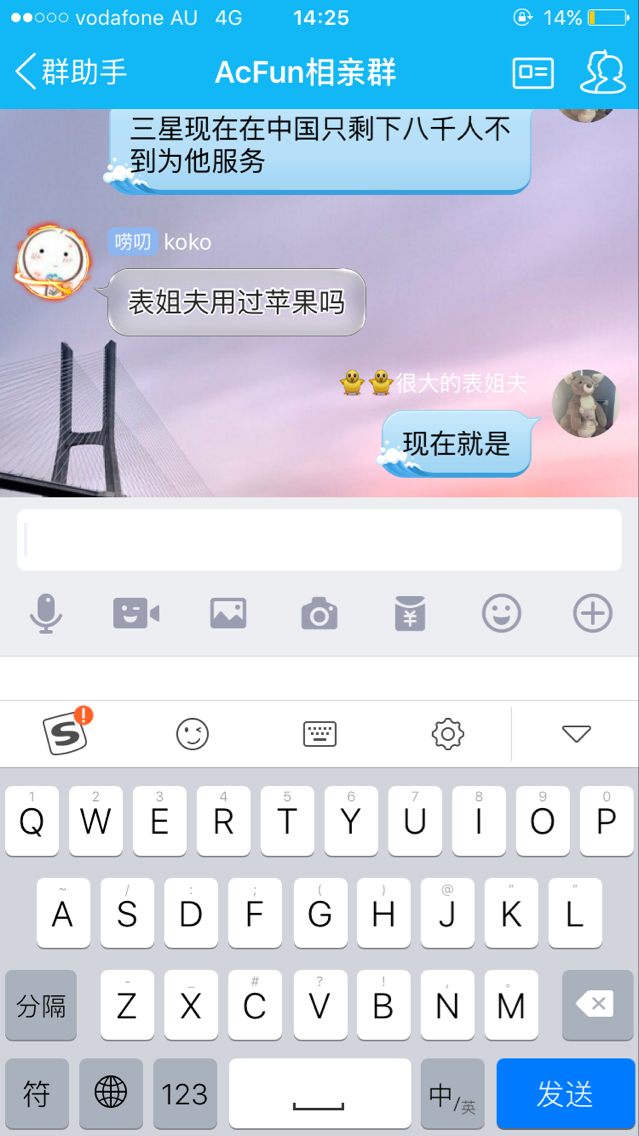 vodafone AU 4G 14:25 14%
群助手 AcFun相亲群
三星现在在中国只剩下八千人不
到为他服务
唠叨 koko
表姐夫用过苹果吗
很大的表姐夫
现在就是
¥
S !
1 2 3 4 5 6 7 8 9 0
Q W E R T Y U I O P
~ / : ; ( ) @ “ ”
A S D F G H J K L
- _ # ? ! , 。
分隔 Z X C V B N M
符 123 中/英 发送